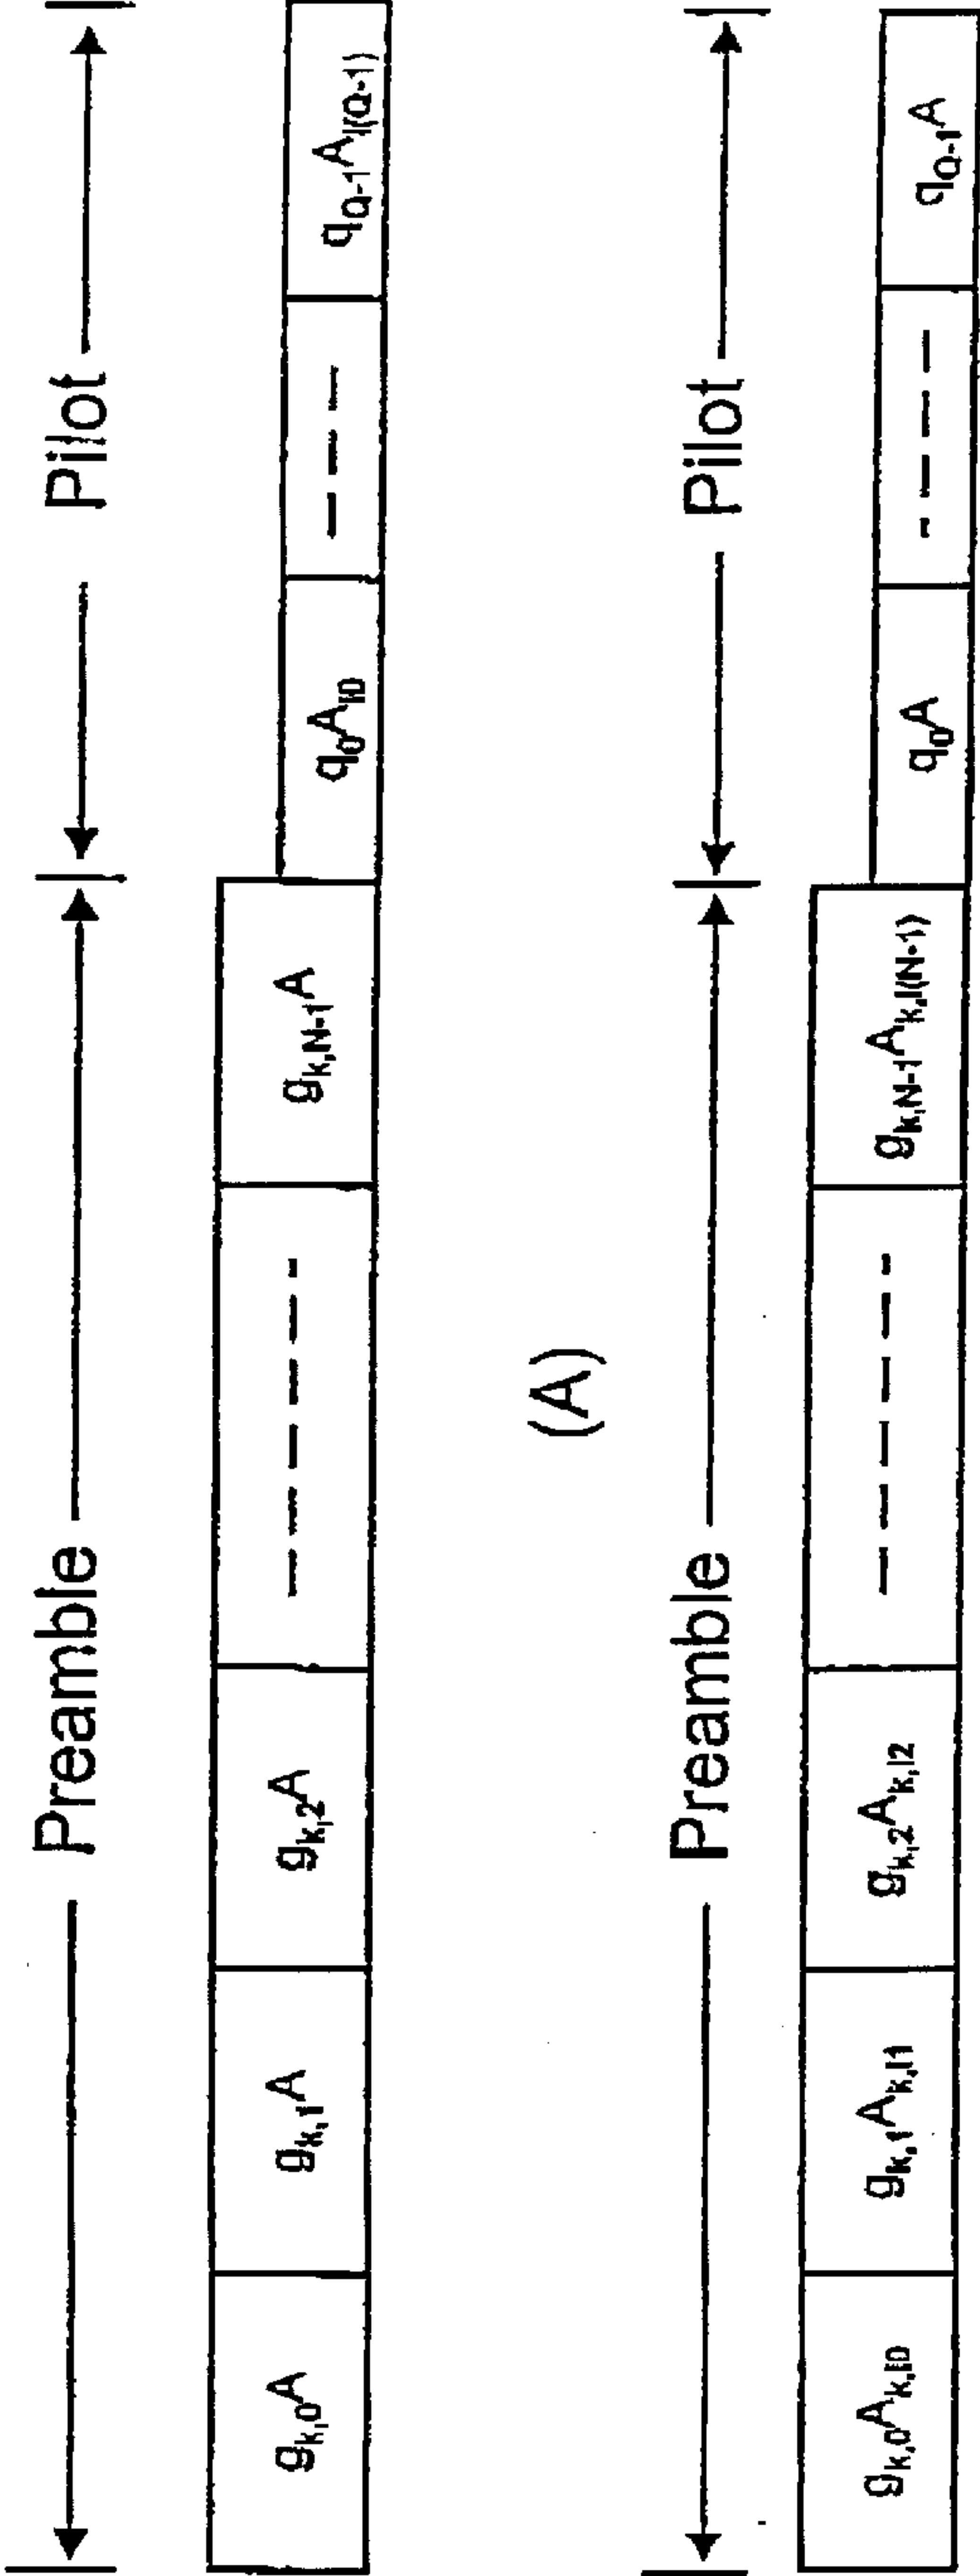 Preamble Pilot
g_{k,0}A g_{k,1}A g_{k,2}A g_{k,N-1}A q_0A_{I0} q_{Q-1}A_{I(Q-1)}
(A)
Preamble Pilot
g_{k,0}A_{k,I0} g_{k,1}A_{k,I1} g_{k,2}A_{k,I2} g_{k,N-1}A_{k,I(N-1)} q_0A q_{Q-1}A